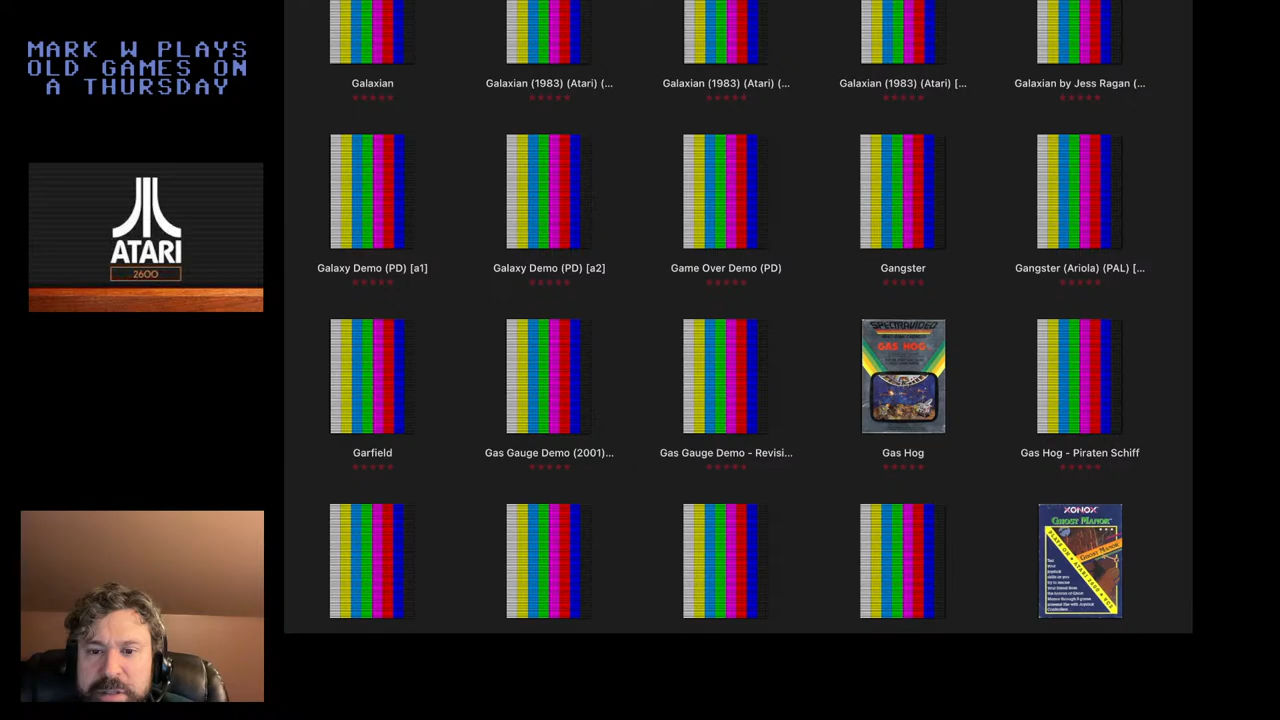 MARK W PLAYS
OLD GAMES ON
A THURSDAY
ATARI
2600
Galaxian
Galaxian (1983) (Atari) (...
Galaxian (1983) (Atari) (...
Galaxian (1983) (Atari) [...
Galaxian by Jess Ragan (...
Galaxy Demo (PD) [a1]
Galaxy Demo (PD) [a2]
Game Over Demo (PD)
Gangster
Gangster (Ariola) (PAL) [...
SPECTRAVIDEO
GAS HOG
Garfield
Gas Gauge Demo (2001)...
Gas Gauge Demo - Revisi...
Gas Hog
Gas Hog - Piraten Schiff
XONOX
GHOST MANOR
GHOST MANOR